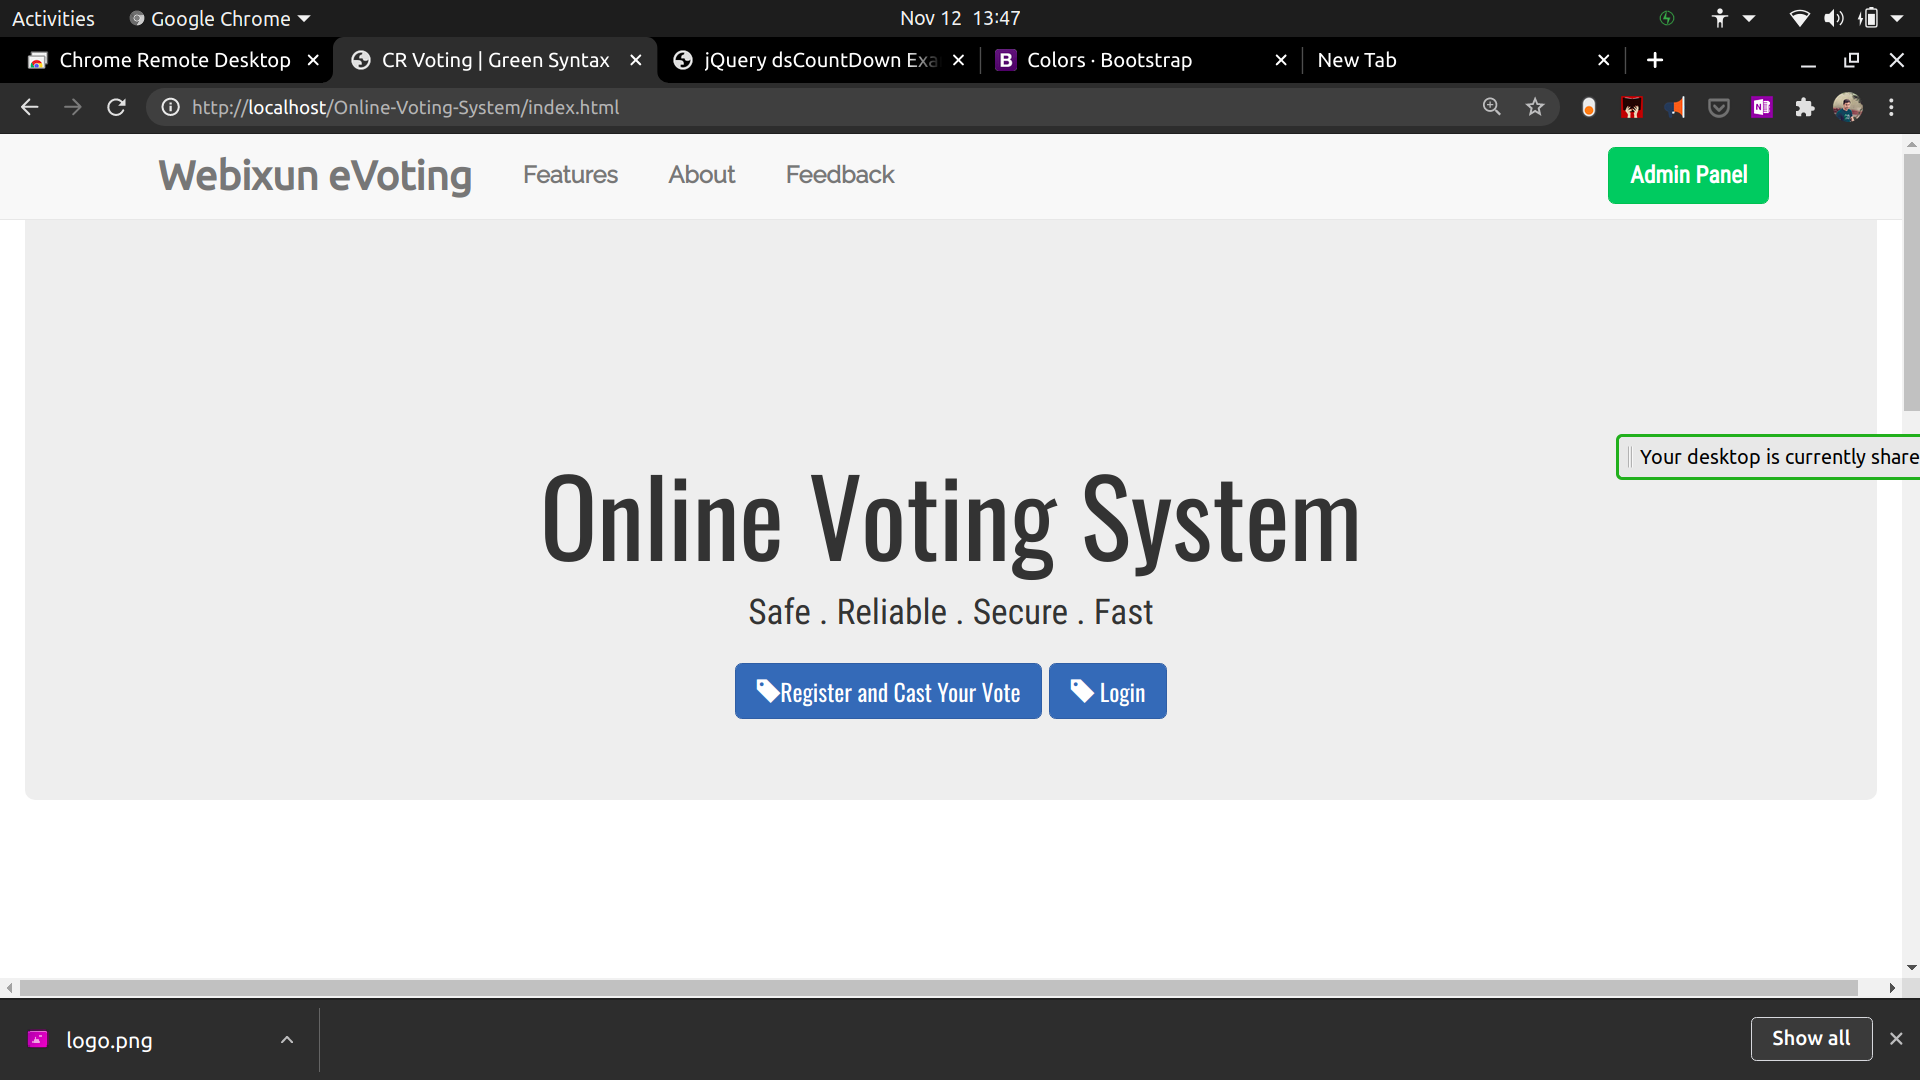 Activities Google Chrome Nov 12 13:47
Chrome Remote Desktop CR Voting | Green Syntax jQuery dsCountDown Exa B Colors · Bootstrap New Tab
http://localhost/Online-Voting-System/index.html
Webixun eVoting Features About Feedback Admin Panel
Your desktop is currently share
Online Voting System
Safe . Reliable . Secure . Fast
Register and Cast Your Vote Login
logo.png Show all